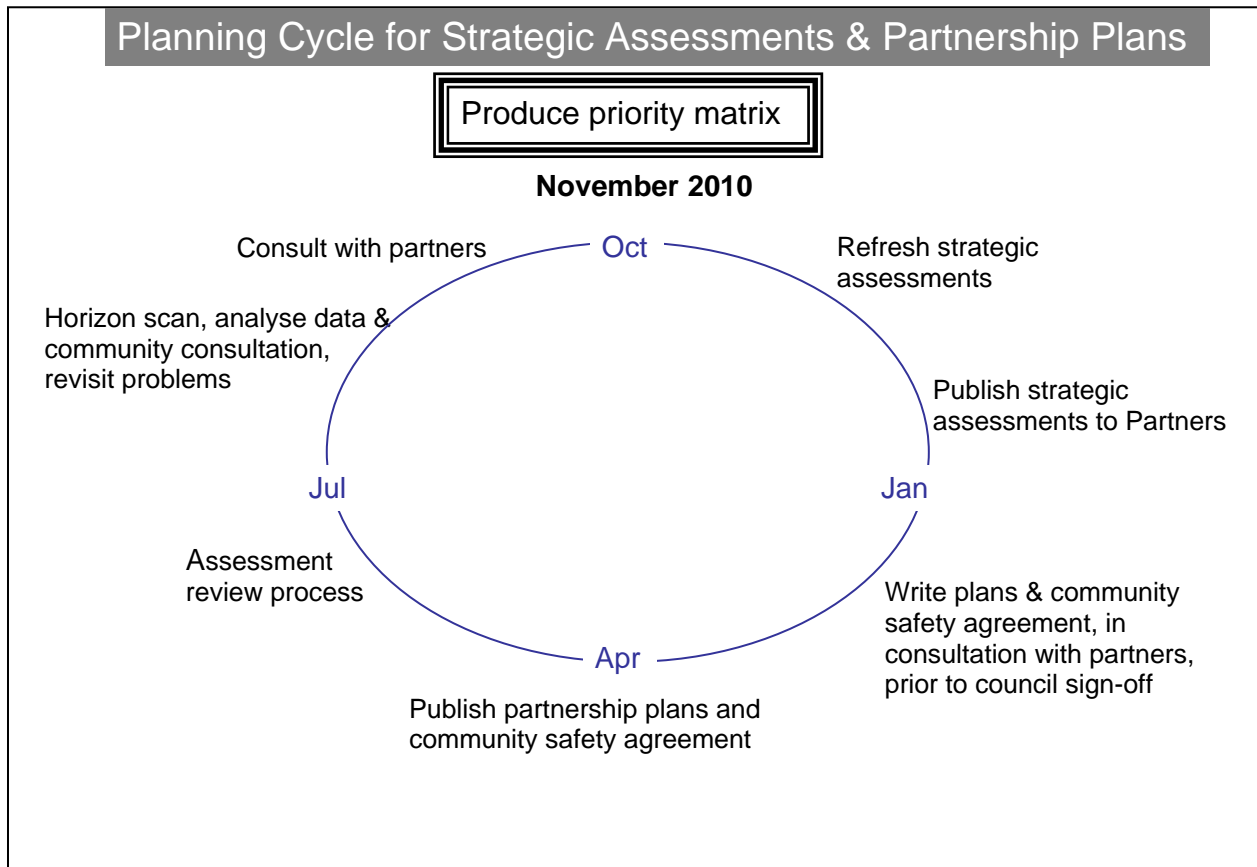 Planning Cycle for Strategic Assessments & Partnership Plans
Produce priority matrix
November 2010
Consult with partners
Oct
Refresh strategic
assessments
Horizon scan, analyse data &
community consultation,
revisit problems
Publish strategic
assessments to Partners
Jul
Jan
Assessment
review process
Write plans & community
safety agreement, in
consultation with partners,
prior to council sign-off
Apr
Publish partnership plans and
community safety agreement